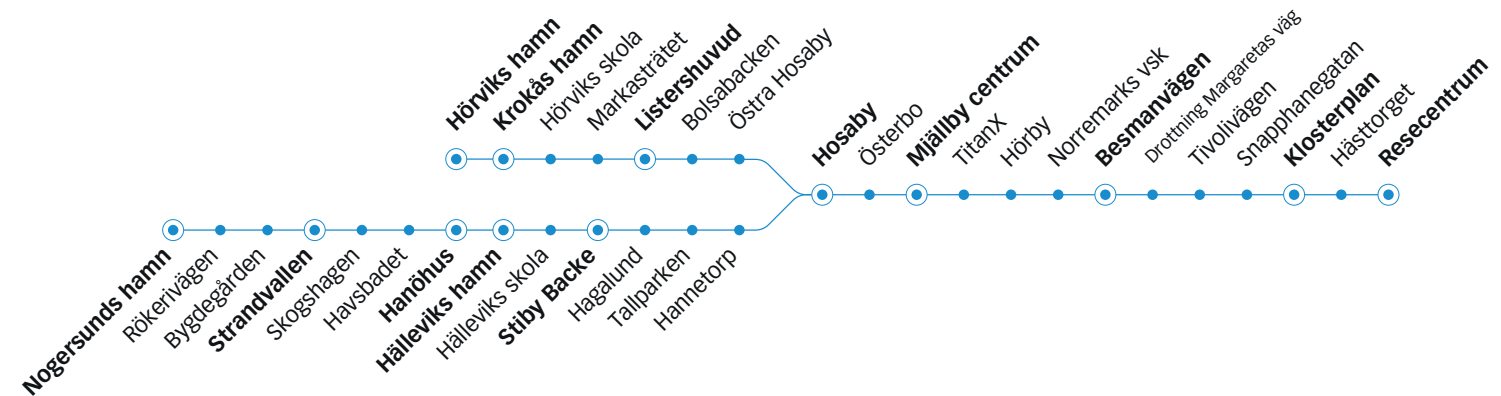 Hörviks hamn
Krokås hamn
Hörviks skola
Markasträtet
Listershuvud
Bolsabacken
Östra Hosaby
Hosaby
Österbo
Mjällby centrum
TitanX
Hörby
Norremarks vsk
Besmanvägen
Drottning Margaretas väg
Tivolivägen
Snapphanegatan
Klosterplan
Hästtorget
Resecentrum
Nogersunds hamn
Rökerivägen
Bygdegården
Strandvallen
Skogshagen
Havsbadet
Hanöhus
Hälleviks hamn
Hälleviks skola
Stiby Backe
Hagalund
Tallparken
Hannetorp